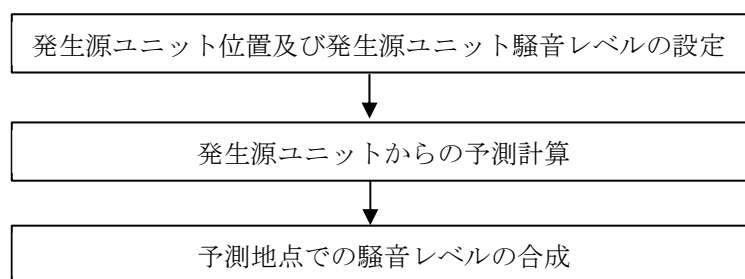 発生源ユニット位置及び発生源ユニット騒音レベルの設定
発生源ユニットからの予測計算
予測地点での騒音レベルの合成